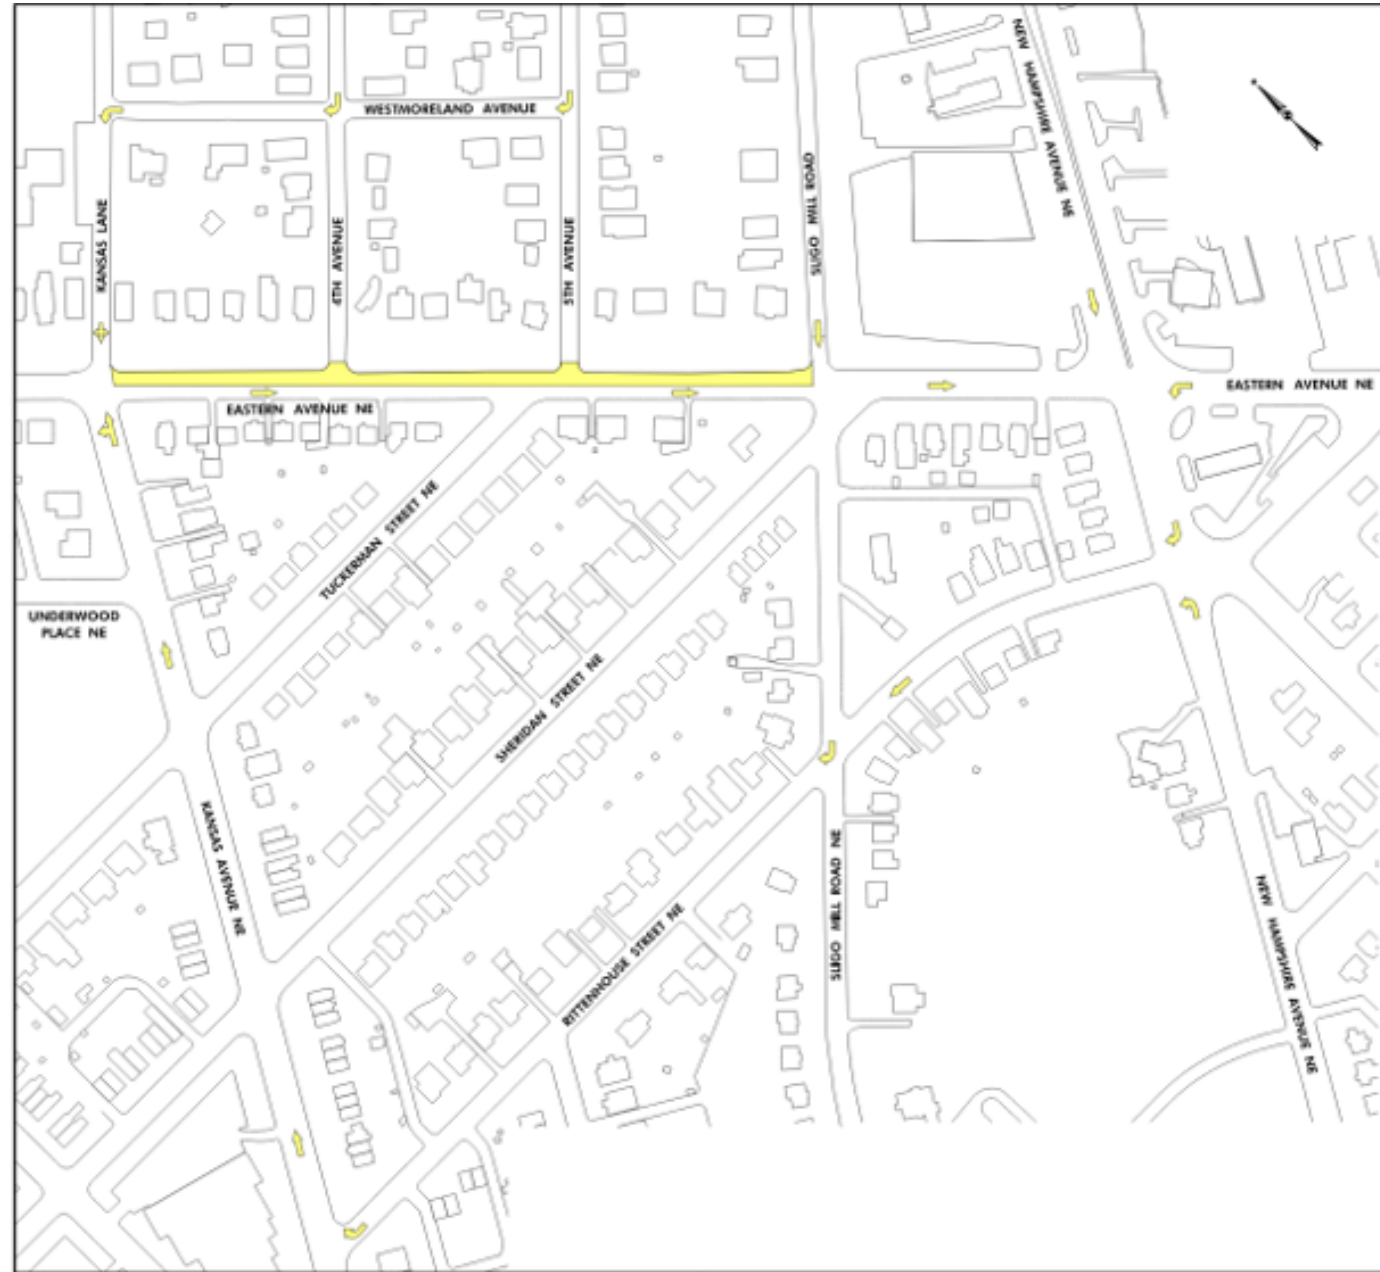 NEW HAMPSHIRE AVENUE NE
WESTMORELAND AVENUE
KANSAS LANE
4TH AVENUE
5TH AVENUE
SLIGO MILL ROAD
EASTERN AVENUE NE
EASTERN AVENUE NE
TUCKERMAN STREET NE
UNDERWOOD
PLACE NE
SHERIDAN STREET NE
KANSAS AVENUE NE
SLIGO MILL ROAD NE
RITTENHOUSE STREET NE
NEW HAMPSHIRE AVENUE NE